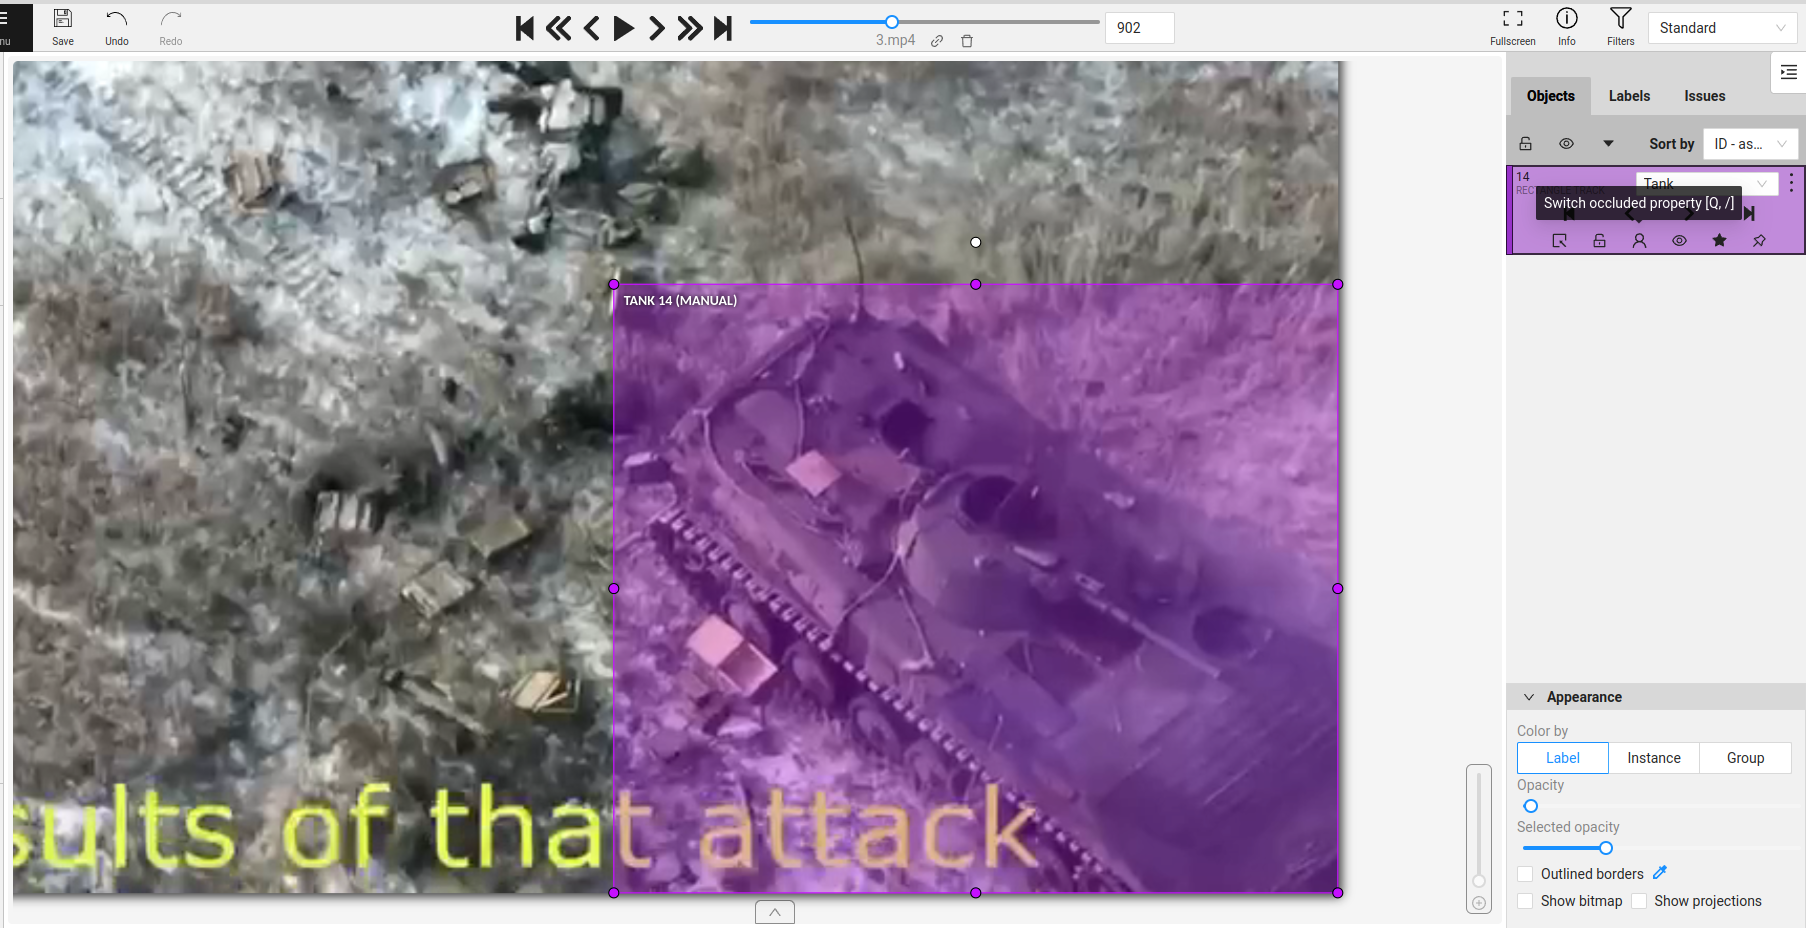 nu
Save
Undo
Redo
3.mp4
902
Fullscreen
Info
Filters
Standard
Objects
Labels
Issues
Sort by
ID - as...
14
RECTANGLE TRACK
Tank
Switch occluded property [Q, /]
TANK 14 (MANUAL)
sults of that attack
Appearance
Color by
Label
Instance
Group
Opacity
Selected opacity
Outlined borders
Show bitmap
Show projections